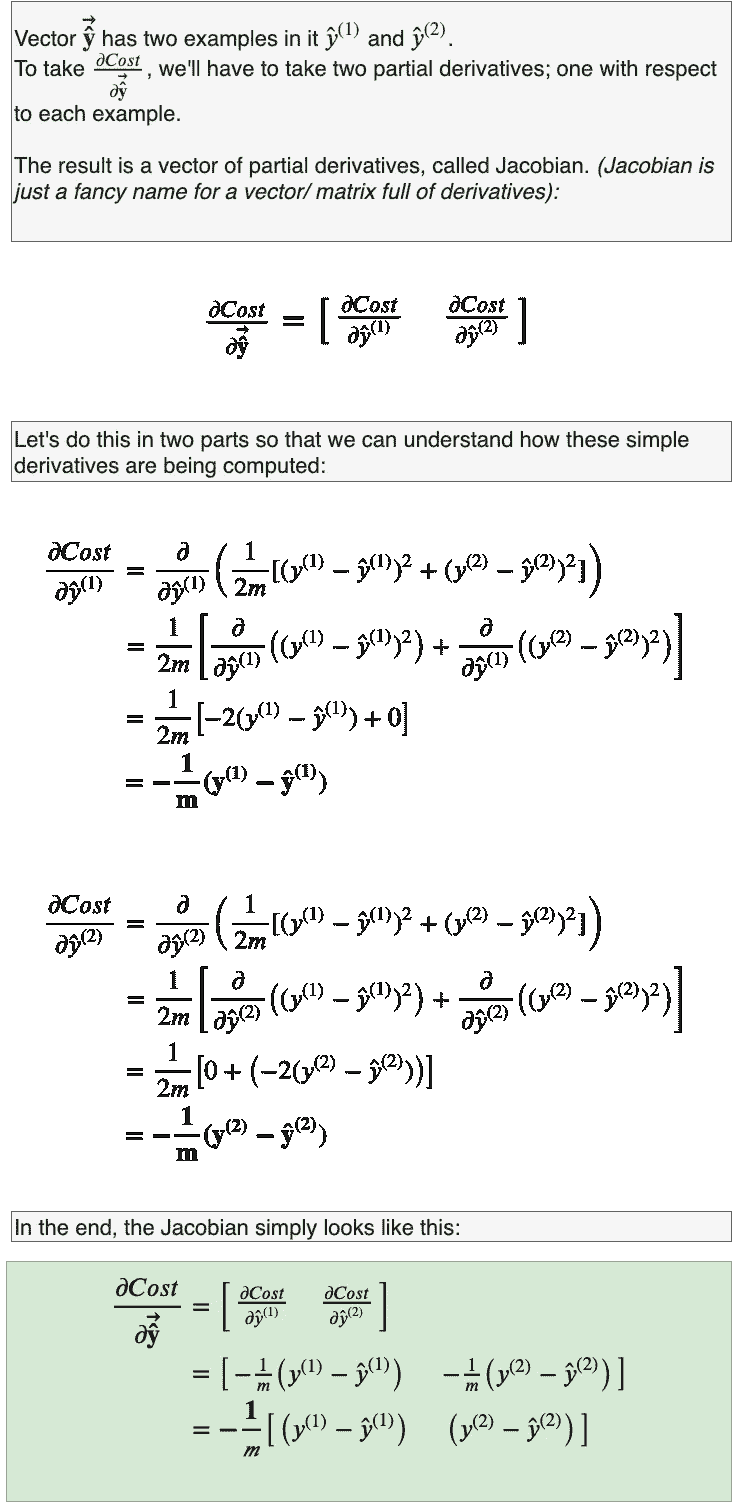 Vector $\vec{\hat{\mathbf{y}}}$ has two examples in it $\hat{y}^{(1)}$ and $\hat{y}^{(2)}$.
To take $\frac{\partial Cost}{\partial \vec{\hat{\mathbf{y}}}}$, we'll have to take two partial derivatives; one with respect
to each example.
The result is a vector of partial derivatives, called Jacobian. (Jacobian is
just a fancy name for a vector/ matrix full of derivatives):
$\frac{\partial Cost}{\partial \vec{\hat{\mathbf{y}}}} = \left[ \frac{\partial Cost}{\partial \hat{y}^{(1)}} \quad \frac{\partial Cost}{\partial \hat{y}^{(2)}} \right]$
Let's do this in two parts so that we can understand how these simple
derivatives are being computed:
$\frac{\partial Cost}{\partial \hat{y}^{(1)}} = \frac{\partial}{\partial \hat{y}^{(1)}} \left( \frac{1}{2m} [(y^{(1)} - \hat{y}^{(1)})^2 + (y^{(2)} - \hat{y}^{(2)})^2] \right)$
$= \frac{1}{2m} \left[ \frac{\partial}{\partial \hat{y}^{(1)}} \left( (y^{(1)} - \hat{y}^{(1)})^2 \right) + \frac{\partial}{\partial \hat{y}^{(1)}} \left( (y^{(2)} - \hat{y}^{(2)})^2 \right) \right]$
$= \frac{1}{2m} \left[ -2(y^{(1)} - \hat{y}^{(1)}) + 0 \right]$
$= -\frac{\mathbf{1}}{\mathbf{m}} (\mathbf{y}^{(1)} - \hat{\mathbf{y}}^{(1)})$
$\frac{\partial Cost}{\partial \hat{y}^{(2)}} = \frac{\partial}{\partial \hat{y}^{(2)}} \left( \frac{1}{2m} [(y^{(1)} - \hat{y}^{(1)})^2 + (y^{(2)} - \hat{y}^{(2)})^2] \right)$
$= \frac{1}{2m} \left[ \frac{\partial}{\partial \hat{y}^{(2)}} \left( (y^{(1)} - \hat{y}^{(1)})^2 \right) + \frac{\partial}{\partial \hat{y}^{(2)}} \left( (y^{(2)} - \hat{y}^{(2)})^2 \right) \right]$
$= \frac{1}{2m} \left[ 0 + \left( -2(y^{(2)} - \hat{y}^{(2)}) \right) \right]$
$= -\frac{\mathbf{1}}{\mathbf{m}} (\mathbf{y}^{(2)} - \hat{\mathbf{y}}^{(2)})$
In the end, the Jacobian simply looks like this:
$\frac{\partial Cost}{\partial \vec{\hat{\mathbf{y}}}} = \left[ \frac{\partial Cost}{\partial \hat{y}^{(1)}} \quad \frac{\partial Cost}{\partial \hat{y}^{(2)}} \right]$
$= \left[ -\frac{1}{m} \left( y^{(1)} - \hat{y}^{(1)} \right) \quad -\frac{1}{m} \left( y^{(2)} - \hat{y}^{(2)} \right) \right]$
$= -\frac{\mathbf{1}}{m} \left[ \left( y^{(1)} - \hat{y}^{(1)} \right) \quad \left( y^{(2)} - \hat{y}^{(2)} \right) \right]$